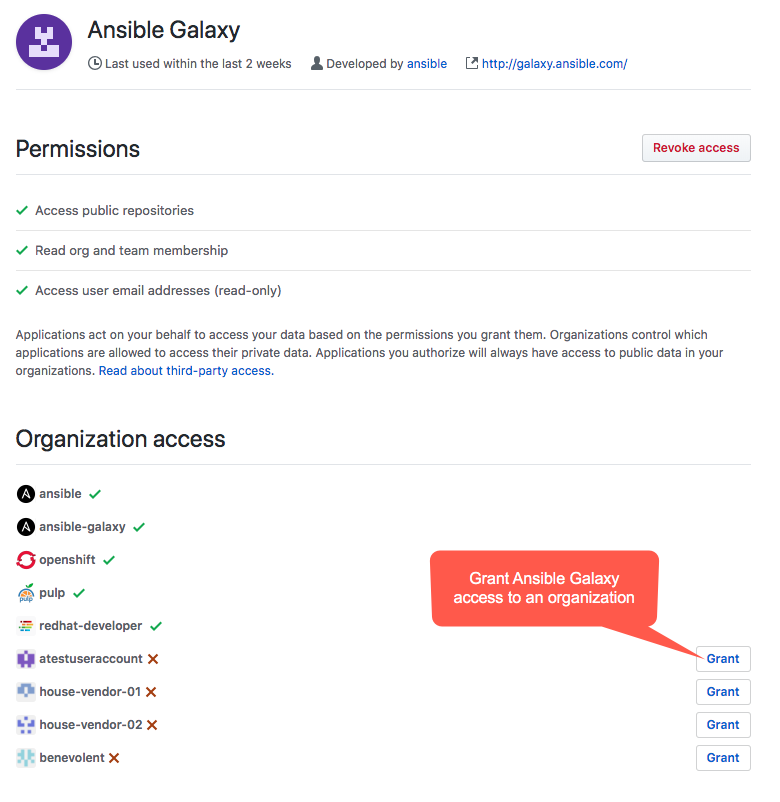 Ansible Galaxy
Last used within the last 2 weeks Developed by ansible http://galaxy.ansible.com/
Permissions
Revoke access
Access public repositories
Read org and team membership
Access user email addresses (read-only)
Applications act on your behalf to access your data based on the permissions you grant them. Organizations control which
applications are allowed to access their private data. Applications you authorize will always have access to public data in your
organizations. Read about third-party access.
Organization access
ansible
ansible-galaxy
openshift
pulp
pulp
redhat-developer
Grant Ansible Galaxy
access to an organization
atestuseraccount Grant
house-vendor-01 Grant
house-vendor-02 Grant
benevolent Grant